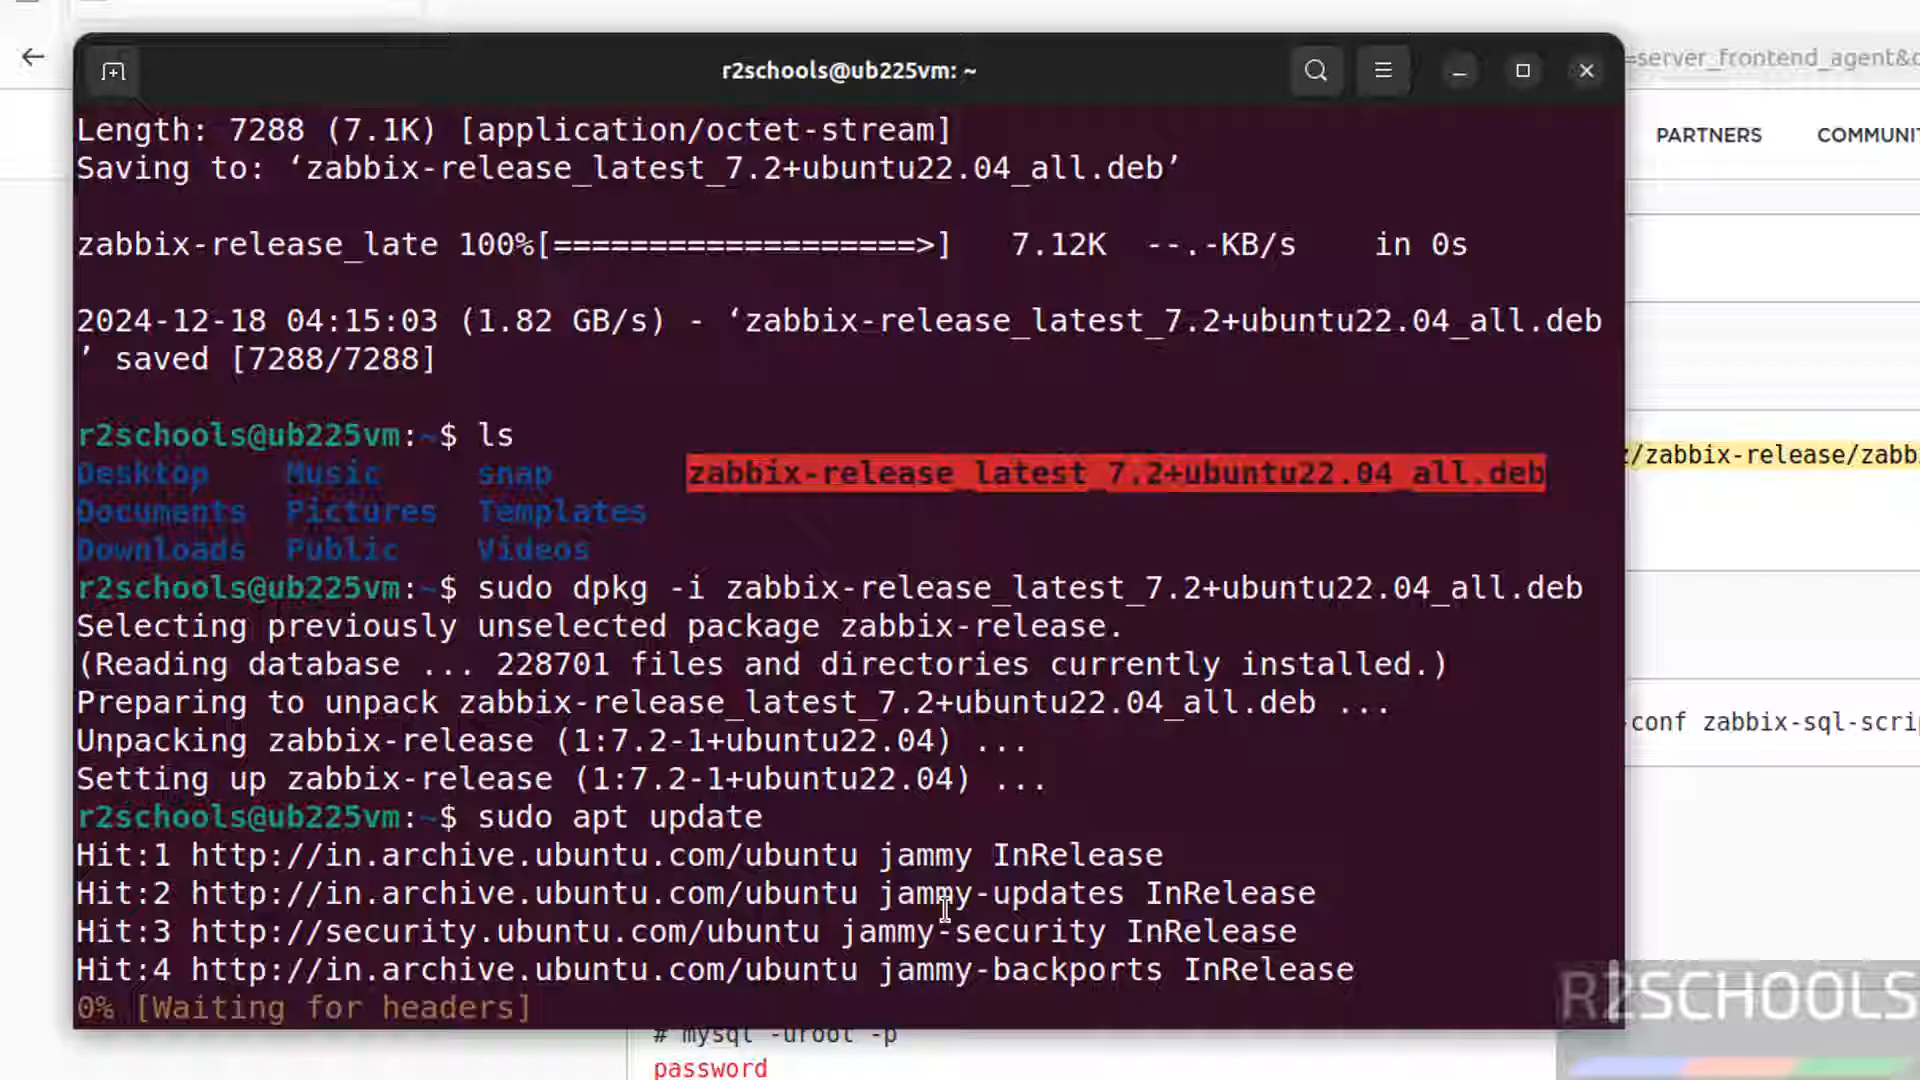 r2schools@ub225vm: ~
=server_frontend_agent&
PARTNERS
Length: 7288 (7.1K) [application/octet-stream]
Saving to: ‘zabbix-release_latest_7.2+ubuntu22.04_all.deb’
zabbix-release_late 100%[===================>]   7.12K  --.-KB/s    in 0s
2024-12-18 04:15:03 (1.82 GB/s) - ‘zabbix-release_latest_7.2+ubuntu22.04_all.deb
’ saved [7288/7288]
r2schools@ub225vm:~$ ls
Desktop    Music     snap       zabbix-release_latest_7.2+ubuntu22.04_all.deb
Documents  Pictures  Templates
Downloads  Public    Videos
/zabbix-release/zabb
r2schools@ub225vm:~$ sudo dpkg -i zabbix-release_latest_7.2+ubuntu22.04_all.deb
Selecting previously unselected package zabbix-release.
(Reading database ... 228701 files and directories currently installed.)
Preparing to unpack zabbix-release_latest_7.2+ubuntu22.04_all.deb ...
Unpacking zabbix-release (1:7.2-1+ubuntu22.04) ...
conf zabbix-sql-scri
Setting up zabbix-release (1:7.2-1+ubuntu22.04) ...
r2schools@ub225vm:~$ sudo apt update
Hit:1 http://in.archive.ubuntu.com/ubuntu jammy InRelease
Hit:2 http://in.archive.ubuntu.com/ubuntu jammy-updates InRelease
Hit:3 http://security.ubuntu.com/ubuntu jammy-security InRelease
Hit:4 http://in.archive.ubuntu.com/ubuntu jammy-backports InRelease
0% [Waiting for headers]
R2SCHOOLS
# mysql -uroot -p
password